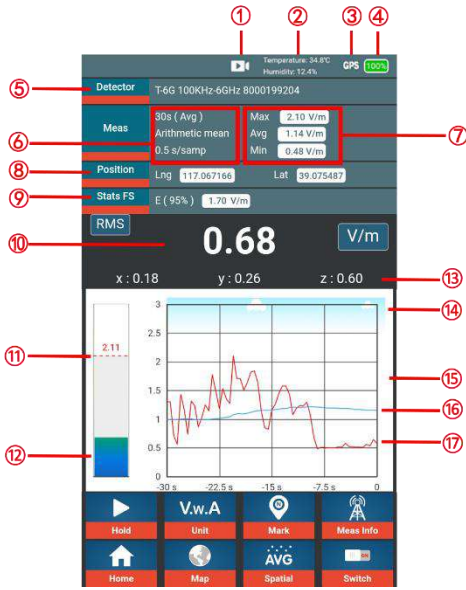 ① ② ③ ④
Temperature: 34.8℃
Humidity: 12.4%
GPS 100%
⑤ Detector T-6G 100KHz-6GHz 8000199204
⑥ Meas
30s ( Avg )
Arithmetic mean
0.5 s/samp
Max 2.10 V/m
Avg 1.14 V/m
Min 0.48 V/m
⑦
⑧ Position Lng 117.067166 Lat 39.075487
⑨ Stats FS E ( 95% ) 1.70 V/m
⑩ RMS 0.68 V/m
x : 0.18 y : 0.26 z : 0.60 ⑬
⑭
⑪ 2.11
⑮
⑯
⑫
⑰
3
2.5
2
1.5
1
0.5
0
-30 s -22.5 s -15 s -7.5 s 0
V.w.A
Hold Unit Mark Meas Info
AVG ON
Home Map Spatial Switch